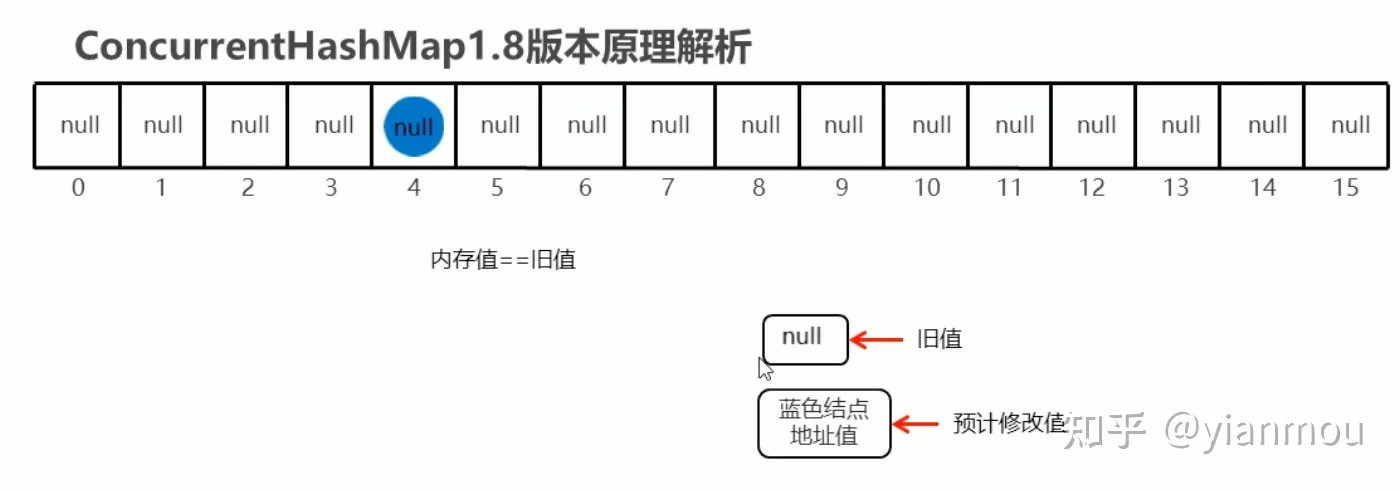 ConcurrentHashMap1.8版本原理解析
null null null null null null null null null null null null null null null null
0 1 2 3 4 5 6 7 8 9 10 11 12 13 14 15
内存值==旧值
null 旧值
蓝色结点
地址值
预计修改值
知乎 @yianmou